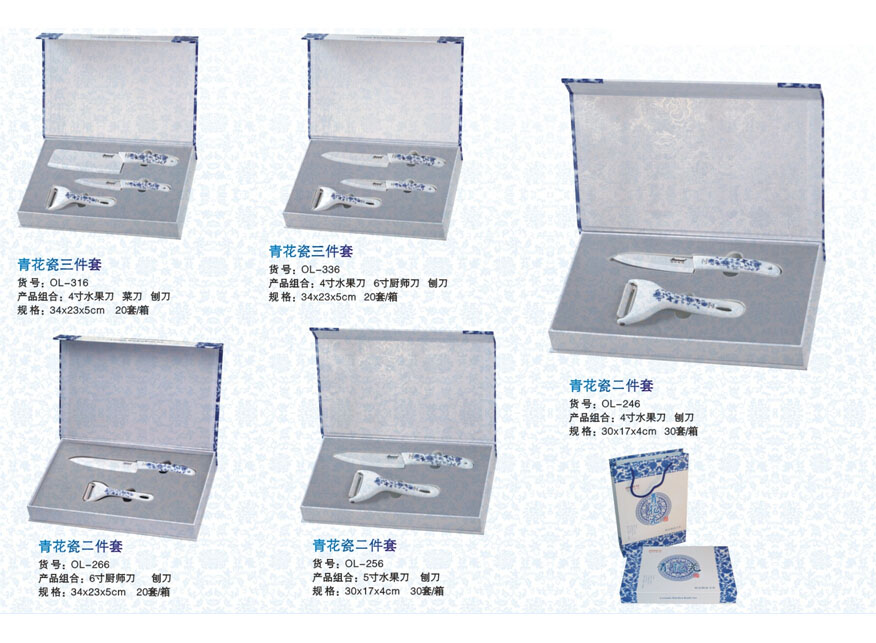 青花瓷三件套
货 号：OL-316
产品组合：4寸水果刀 菜刀 刨刀
规 格：34x23x5cm 20套/箱
青花瓷三件套
货 号：OL-336
产品组合：4寸水果刀 6寸厨师刀 刨刀
规 格：34x23x5cm 20套/箱
青花瓷二件套
货 号：OL-246
产品组合：4寸水果刀 刨刀
规 格：30x17x4cm 30套/箱
青花瓷二件套
货 号：OL-266
产品组合：6寸厨师刀 刨刀
规 格：34x23x5cm 20套/箱
青花瓷二件套
货 号：OL-256
产品组合：5寸水果刀 刨刀
规 格：30x17x4cm 30套/箱